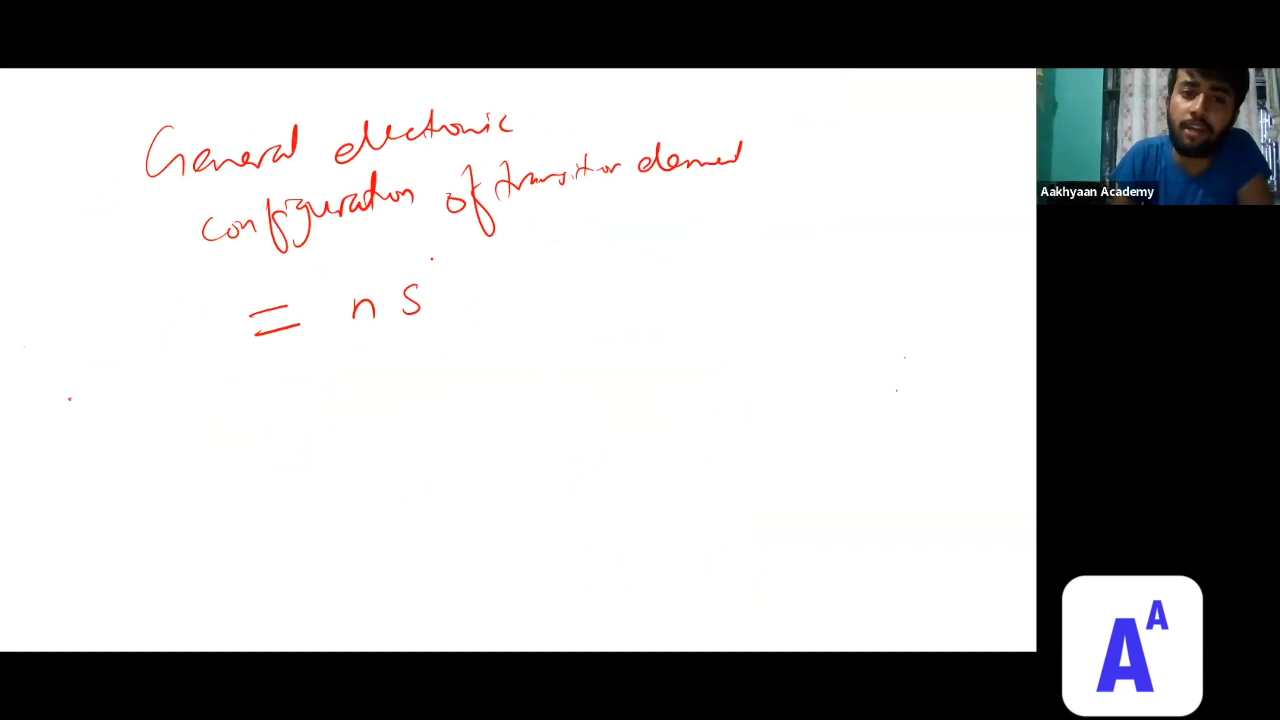 General electronic
configuration of transition element
= n s
Aakhyaan Academy
A A